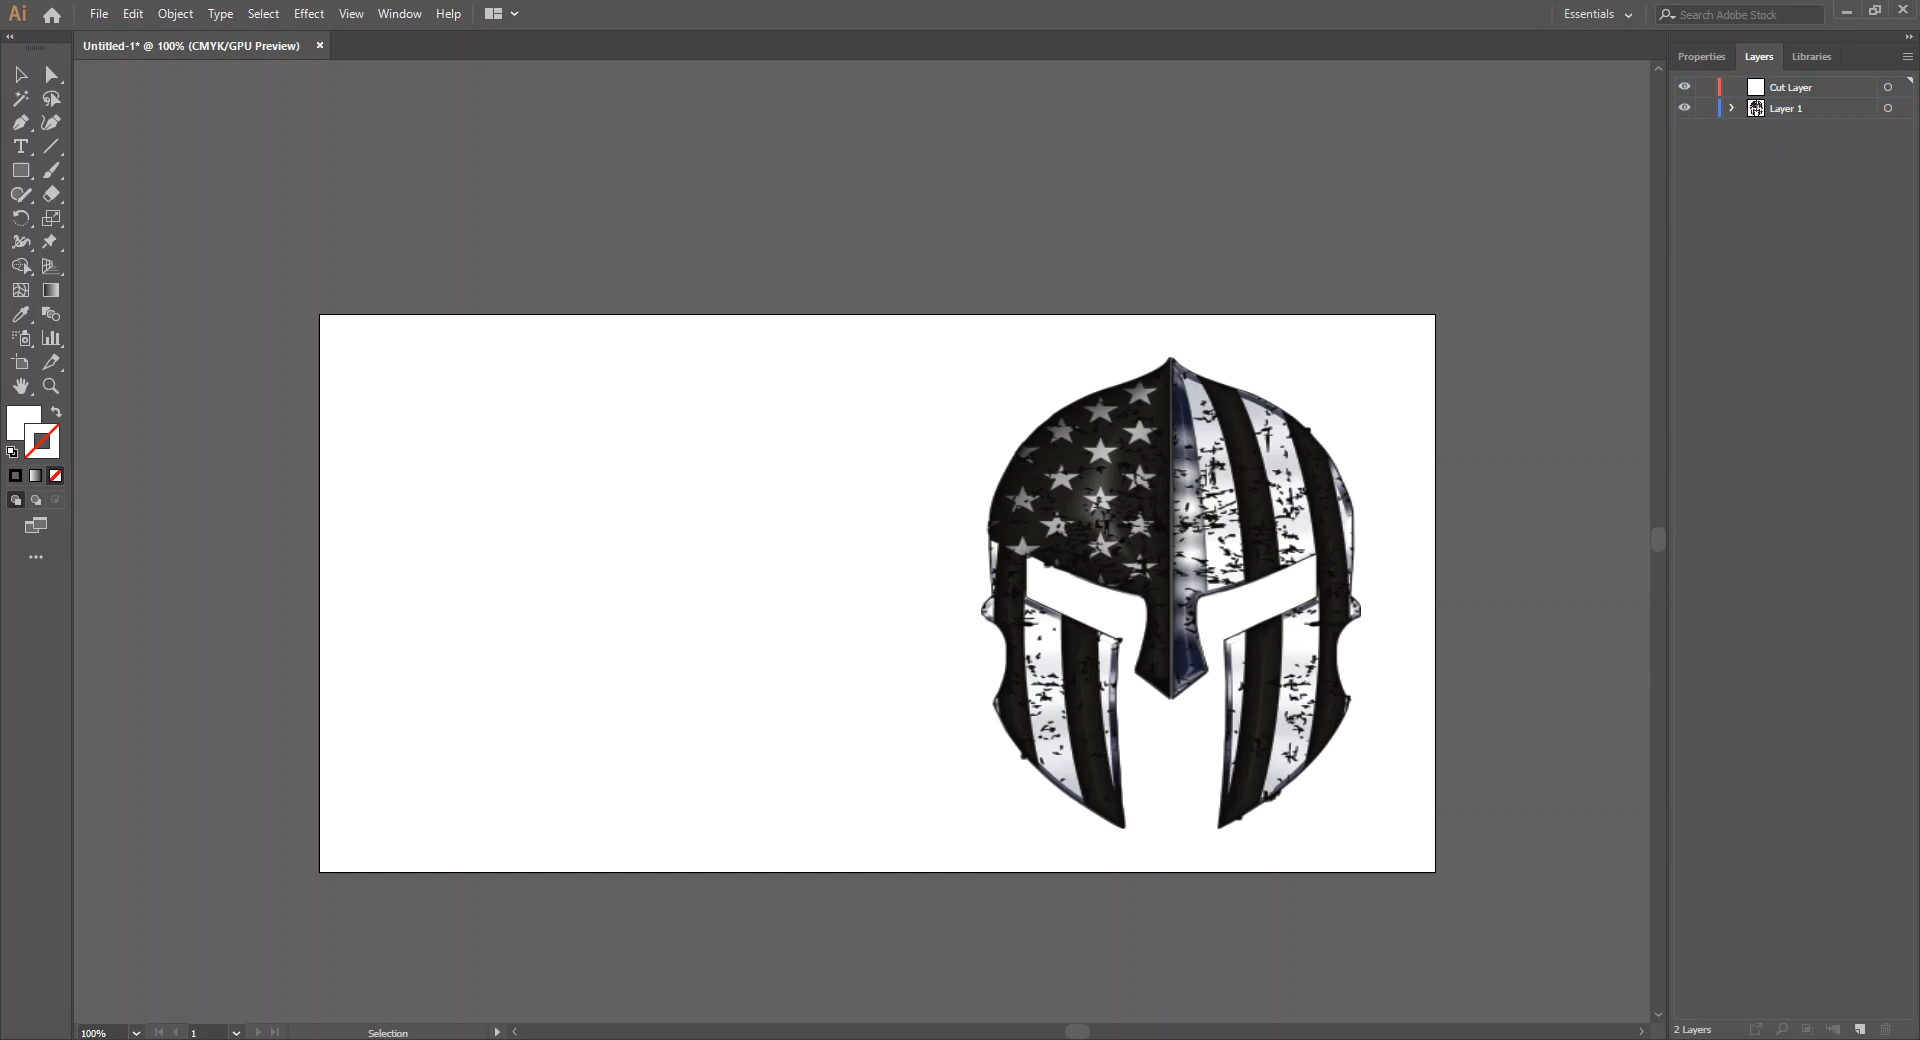 Ai File Edit Object Type Select Effect View Window Help Essentials Search Adobe Stock
Untitled-1* @ 100% (CMYK/GPU Preview) ×
Properties Layers Libraries
Cut Layer
Layer 1
100% 1 Selection
2 Layers